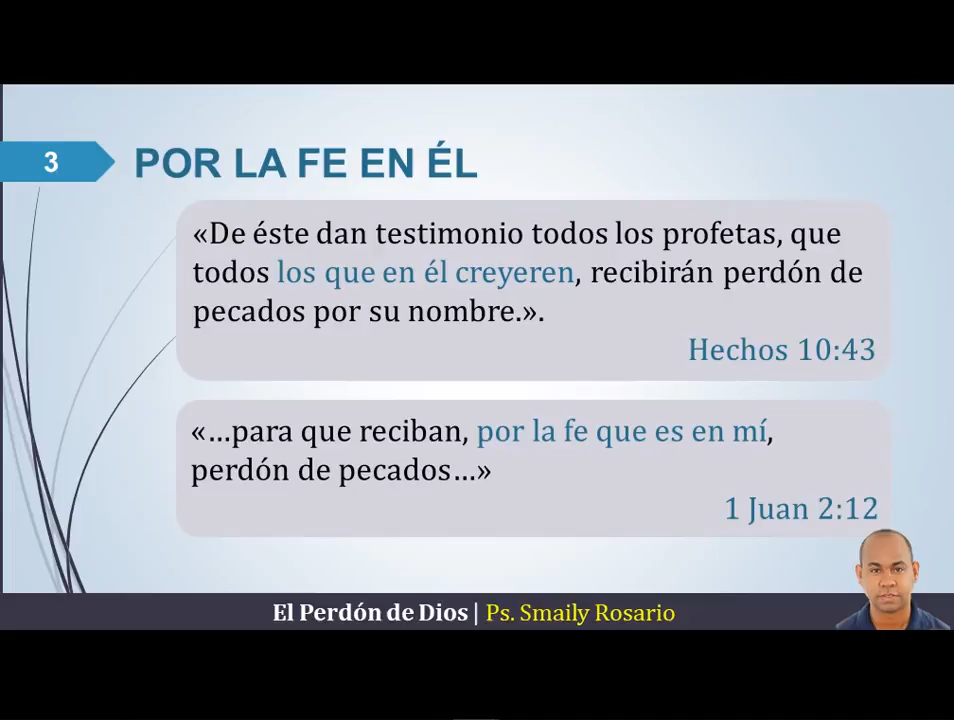 3
POR LA FE EN ÉL
«De éste dan testimonio todos los profetas, que
todos los que en él creyeren, recibirán perdón de
pecados por su nombre.».
Hechos 10:43
«…para que reciban, por la fe que es en mí,
perdón de pecados…»
1 Juan 2:12
El Perdón de Dios | Ps. Smaily Rosario